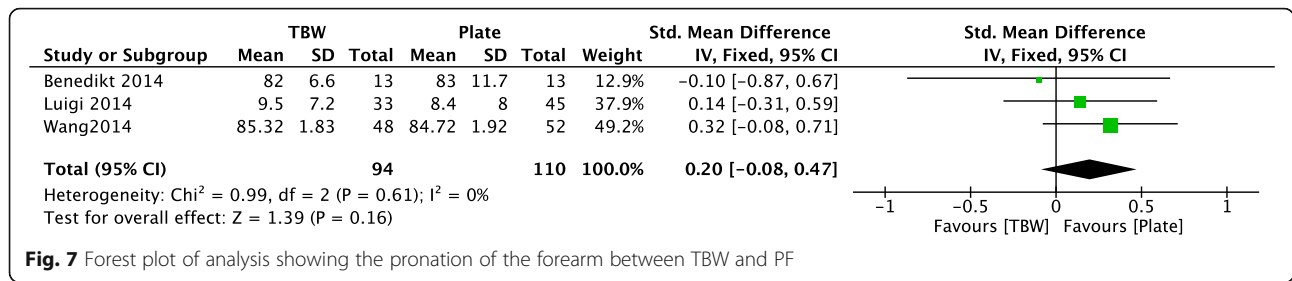 TBW Plate Std. Mean Difference Std. Mean Difference
Study or Subgroup Mean SD Total Mean SD Total Weight IV, Fixed, 95% CI IV, Fixed, 95% CI
Benedikt 2014 82 6.6 13 83 11.7 13 12.9% -0.10 [-0.87, 0.67]
Luigi 2014 9.5 7.2 33 8.4 8 45 37.9% 0.14 [-0.31, 0.59]
Wang2014 85.32 1.83 48 84.72 1.92 52 49.2% 0.32 [-0.08, 0.71]
Total (95% CI) 94 110 100.0% 0.20 [-0.08, 0.47]
Heterogeneity: Chi² = 0.99, df = 2 (P = 0.61); I² = 0%
Test for overall effect: Z = 1.39 (P = 0.16)
-1 -0.5 0 0.5 1
Favours [TBW] Favours [Plate]
Fig. 7 Forest plot of analysis showing the pronation of the forearm between TBW and PF